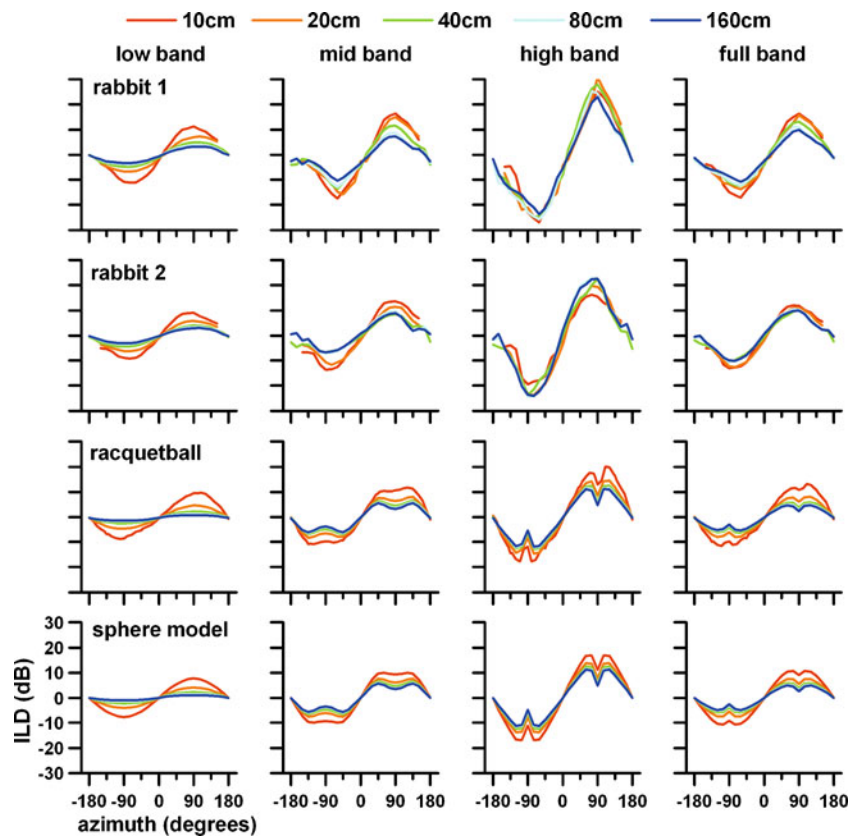 10cm 20cm 40cm 80cm 160cm
low band mid band high band full band
rabbit 1
rabbit 2
racquetball
sphere model
30
20
10
0
-10
-20
-30
ILD (dB)
-180 -90 0 90 180 -180 -90 0 90 180 -180 -90 0 90 180 -180 -90 0 90 180
azimuth (degrees)